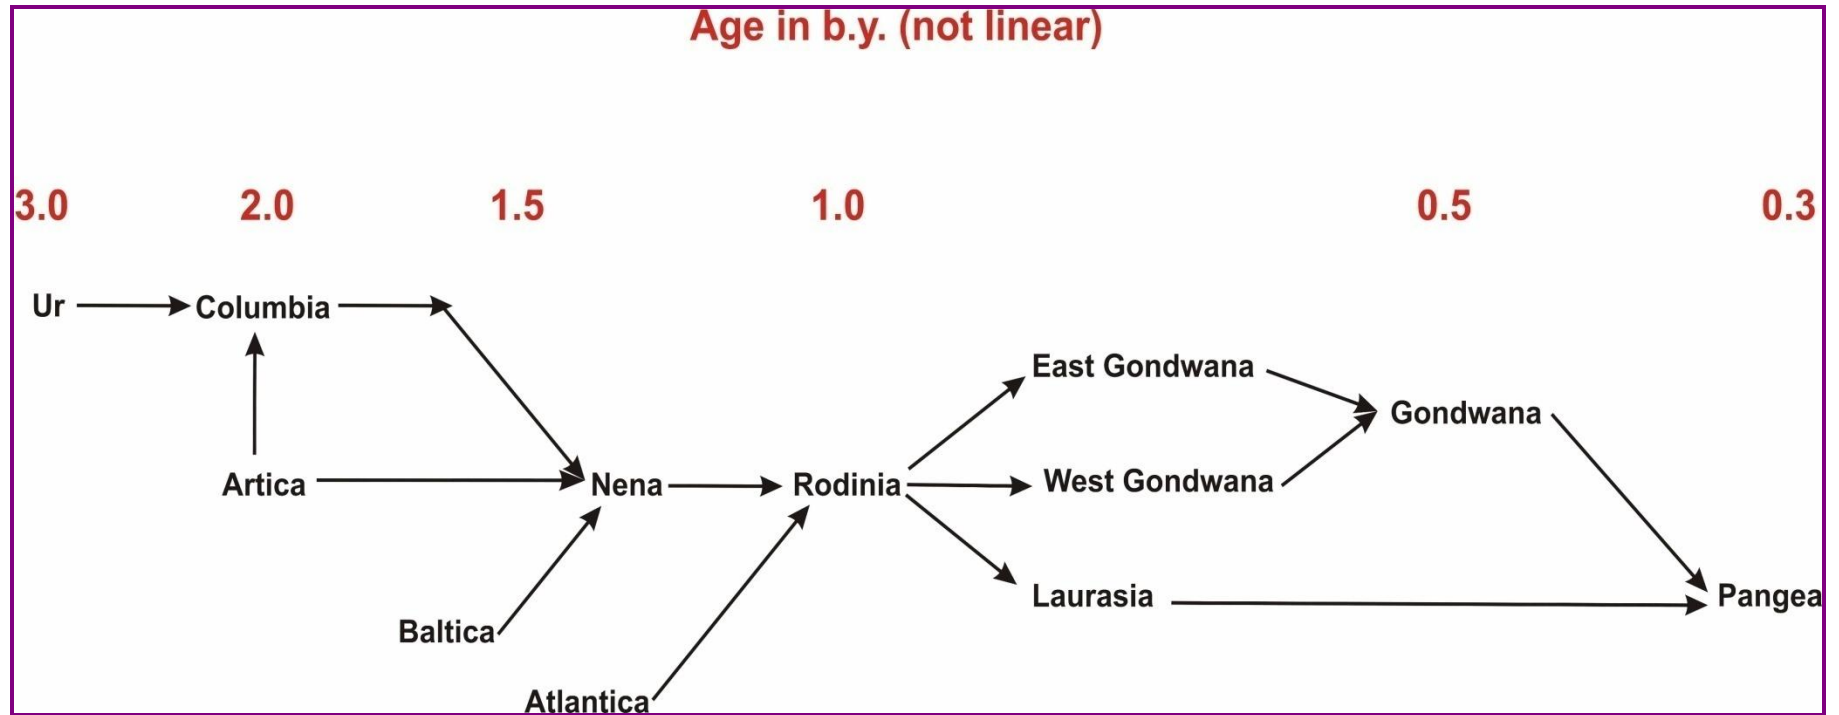 Age in b.y. (not linear)
3.0 2.0 1.5 1.0 0.5 0.3
Ur Columbia
East Gondwana
Gondwana
Artica Nena Rodinia West Gondwana
Laurasia Pangea
Baltica
Atlantica